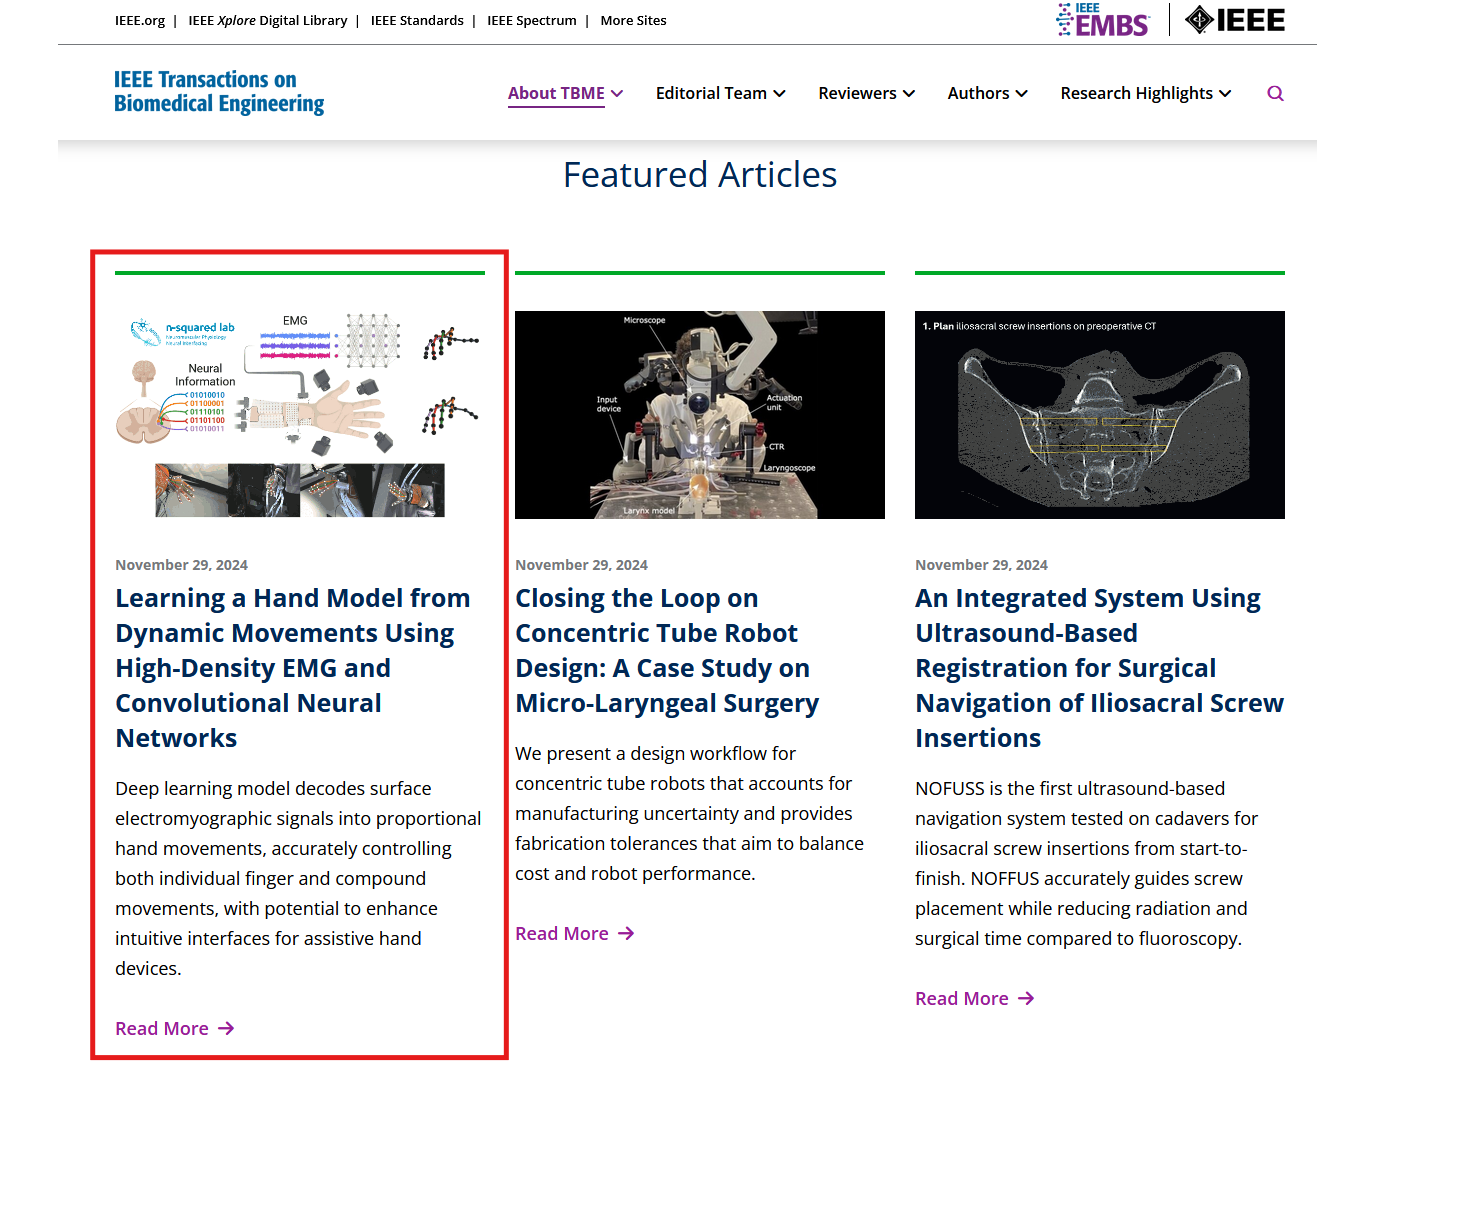 IEEE.org | IEEE Xplore Digital Library | IEEE Standards | IEEE Spectrum | More Sites
IEEE EMBS
IEEE
IEEE Transactions on
Biomedical Engineering
About TBME Editorial Team Reviewers Authors Research Highlights
Featured Articles
n-squared lab
Neuromuscular Physiology
Neural Interfacing
EMG
Neural
Information
01010010
01100001
01110101
01101100
01010011
November 29, 2024
Learning a Hand Model from
Dynamic Movements Using
High-Density EMG and
Convolutional Neural
Networks
Deep learning model decodes surface
electromyographic signals into proportional
hand movements, accurately controlling
both individual finger and compound
movements, with potential to enhance
intuitive interfaces for assistive hand
devices.
Read More
Microscope
Input
device
Actuation
unit
CTR
Laryngoscope
Larynx model
November 29, 2024
Closing the Loop on
Concentric Tube Robot
Design: A Case Study on
Micro-Laryngeal Surgery
We present a design workflow for
concentric tube robots that accounts for
manufacturing uncertainty and provides
fabrication tolerances that aim to balance
cost and robot performance.
Read More
1. Plan iliosacral screw insertions on preoperative CT
November 29, 2024
An Integrated System Using
Ultrasound-Based
Registration for Surgical
Navigation of Iliosacral Screw
Insertions
NOFUSS is the first ultrasound-based
navigation system tested on cadavers for
iliosacral screw insertions from start-to-
finish. NOFFUS accurately guides screw
placement while reducing radiation and
surgical time compared to fluoroscopy.
Read More